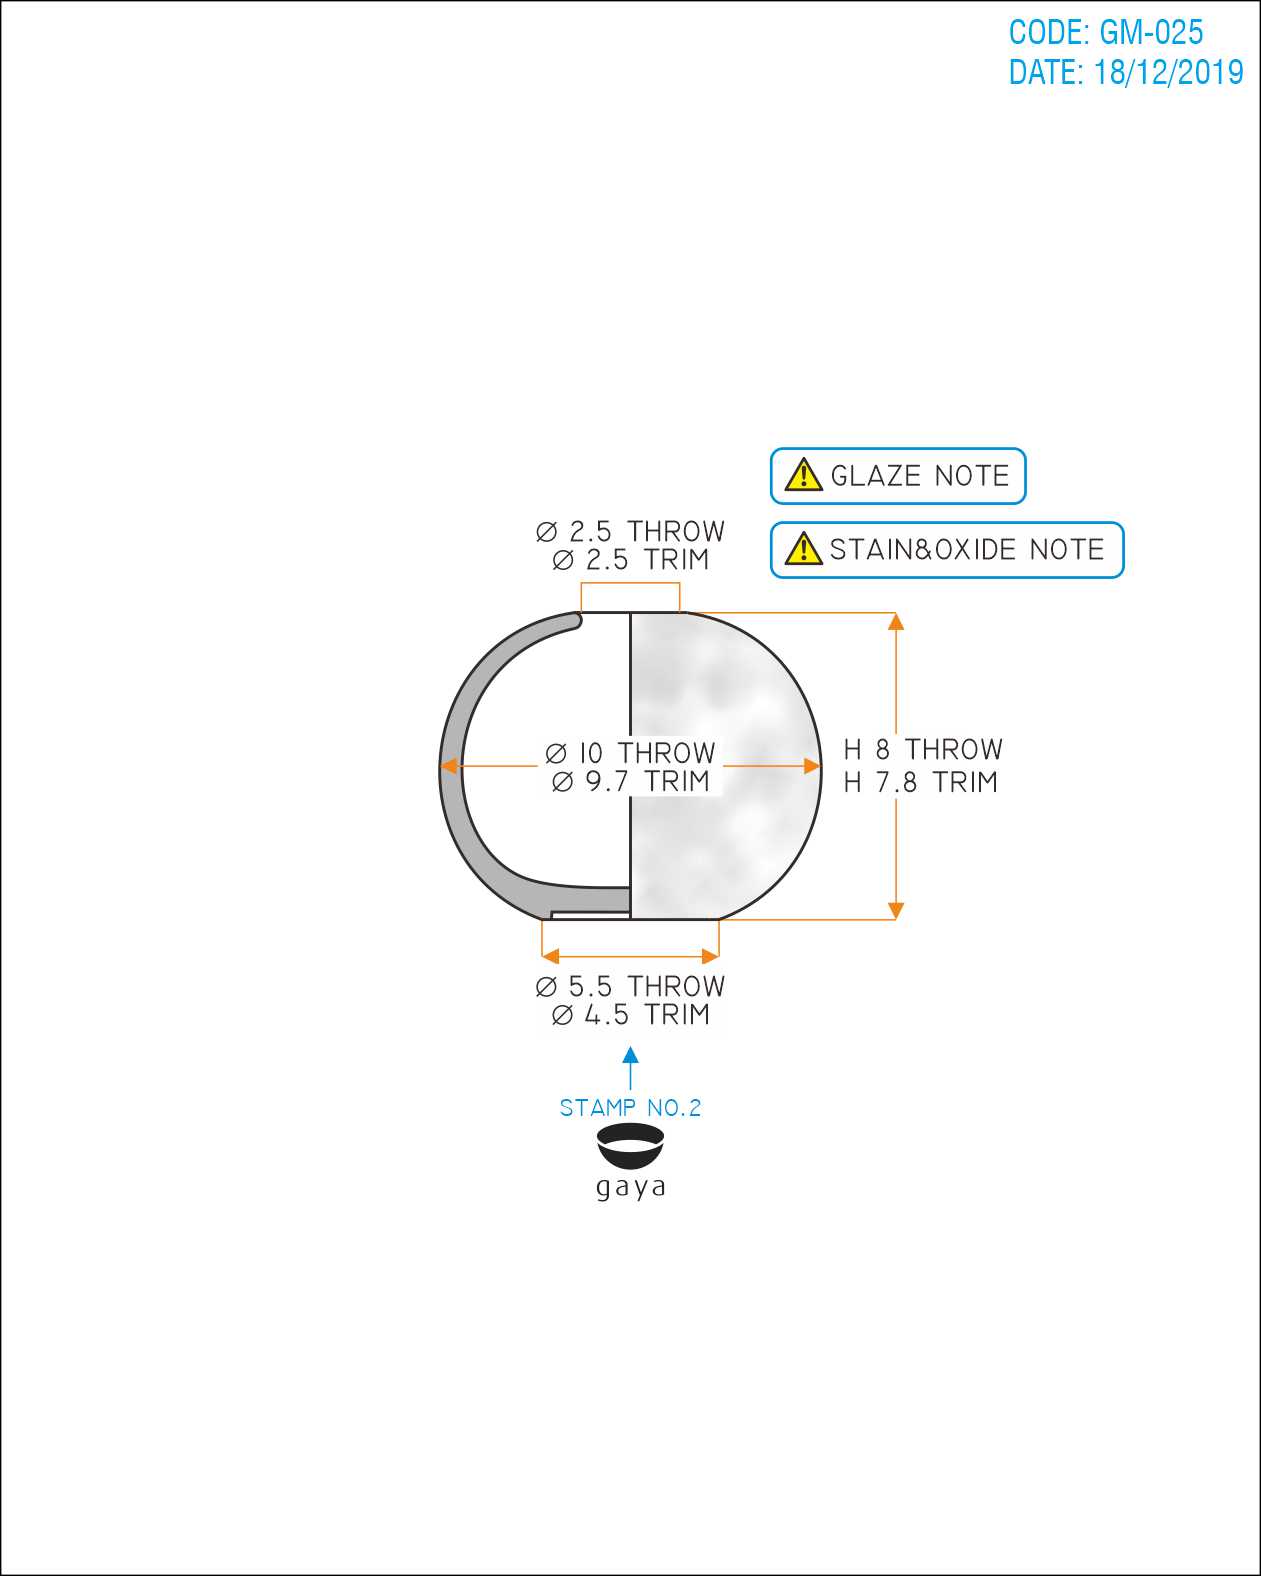 CODE: GM-025
DATE: 18/12/2019
GLAZE NOTE
STAIN&OXIDE NOTE
Ø 2.5 THROW
Ø 2.5 TRIM
Ø 10 THROW
Ø 9.7 TRIM
H 8 THROW
H 7.8 TRIM
Ø 5.5 THROW
Ø 4.5 TRIM
STAMP NO.2
gaya